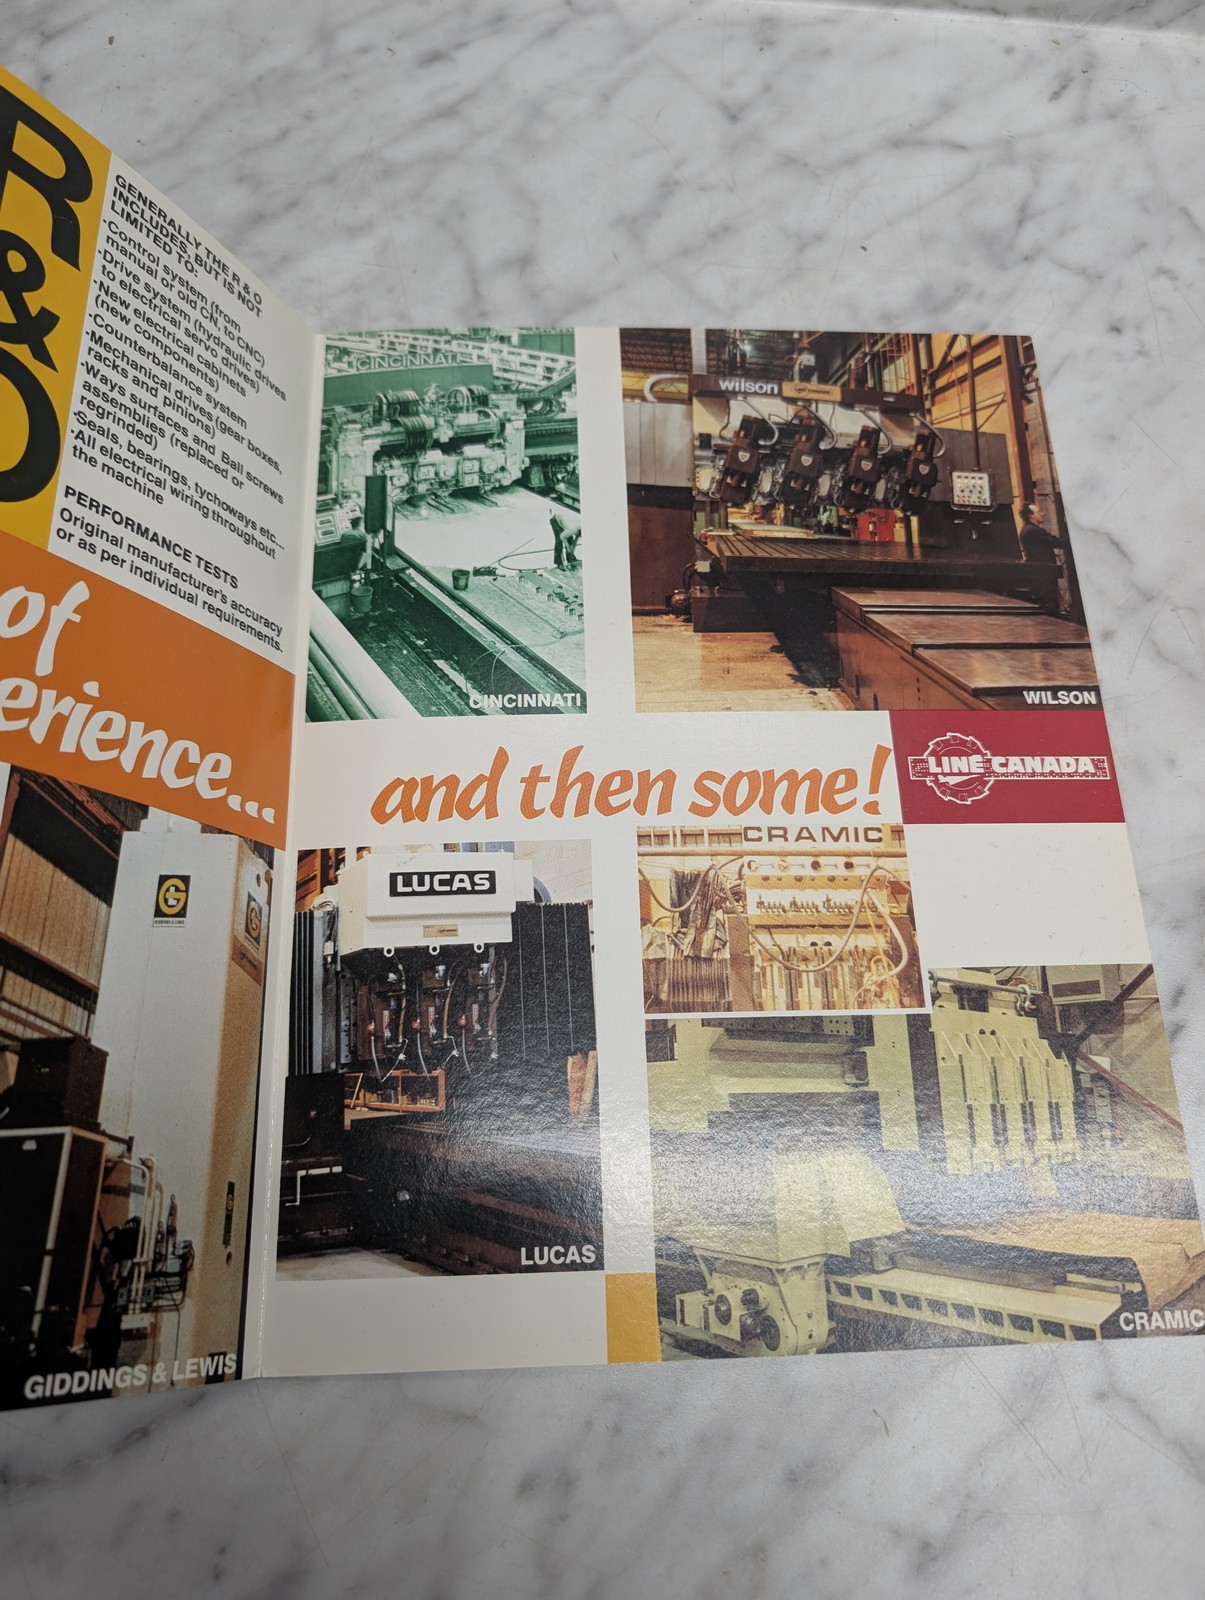 R
&
O
GENERALLY THE R & O
INCLUDES, BUT IS NOT
LIMITED TO:
-Control system (from
manual or old CN, to CNC)
-Drive system (hydraulic drives
to electrical servo drives)
-New electrical cabinets
(new components)
-Counterbalance system
-Mechanical drives (gear boxes,
racks and pinions)
-Ways surfaces and Ball screws
assemblies (replaced or
regrinded)
-Seals, bearings, tychoways etc...
-All electrical wiring throughout
the machine
PERFORMANCE TESTS
Original manufacturer's accuracy
or as per individual requirements.
of
erience...
GIDDINGS & LEWIS
CINCINNATI
CINCINNATI
wilson
WILSON
and then some!
LINE CANADA
LUCAS
LUCAS
CRAMIC
CRAMIC